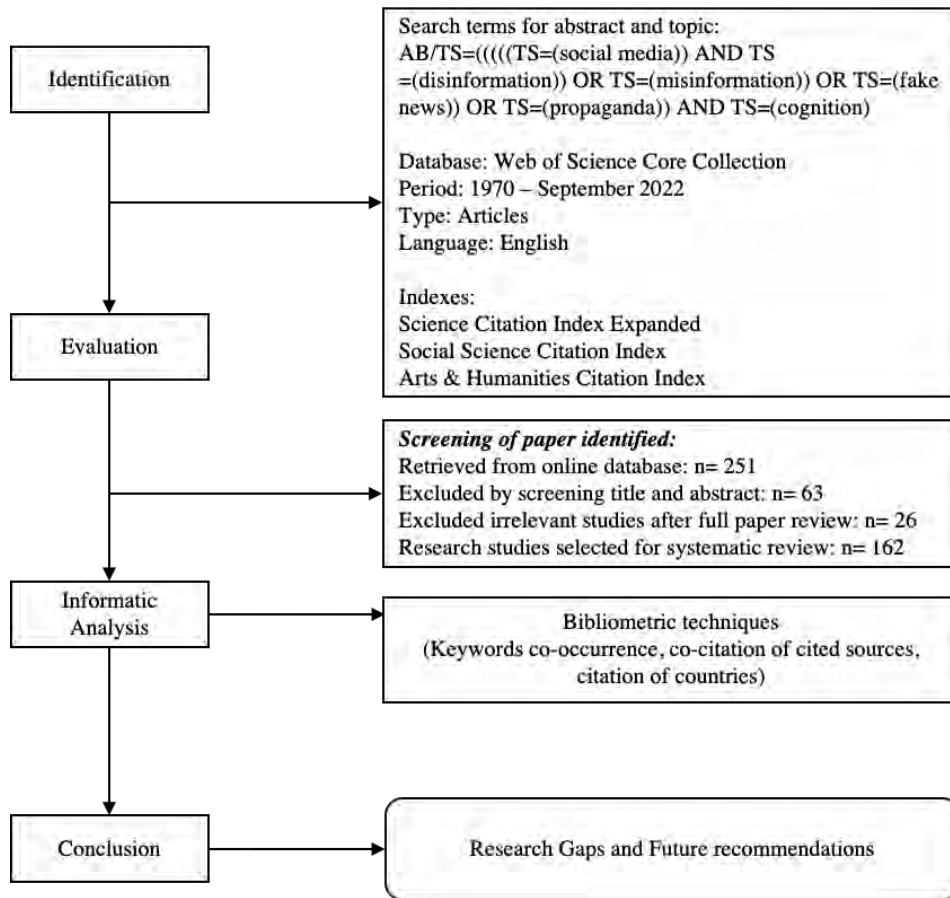 Identification
Search terms for abstract and topic:
AB/TS=(((((TS=(social media)) AND TS
=(disinformation)) OR TS=(misinformation)) OR TS=(fake
news)) OR TS=(propaganda)) AND TS=(cognition)
Database: Web of Science Core Collection
Period: 1970 – September 2022
Type: Articles
Language: English
Indexes:
Science Citation Index Expanded
Social Science Citation Index
Arts & Humanities Citation Index
Evaluation
Screening of paper identified:
Retrieved from online database: n= 251
Excluded by screening title and abstract: n= 63
Excluded irrelevant studies after full paper review: n= 26
Research studies selected for systematic review: n= 162
Informatic
Analysis
Bibliometric techniques
(Keywords co-occurrence, co-citation of cited sources,
citation of countries)
Conclusion
Research Gaps and Future recommendations